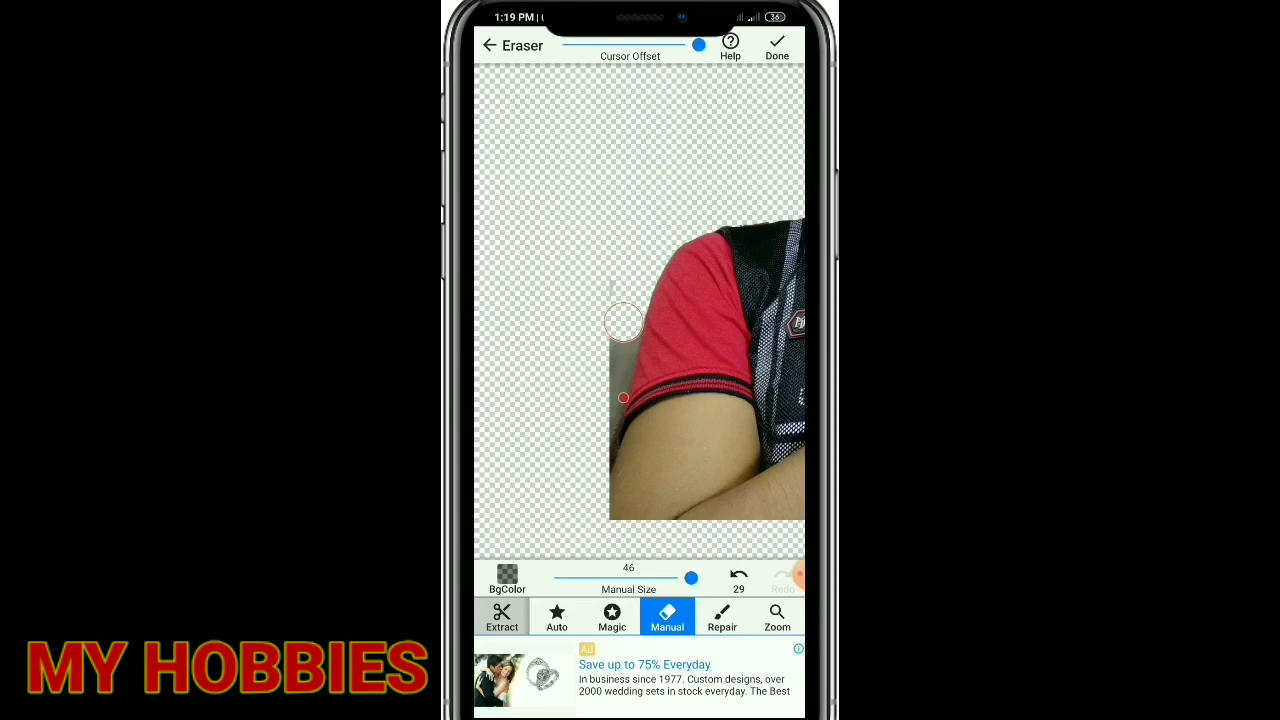 1:19 PM | (
36
Eraser
Cursor Offset
Help
Done
46
BgColor
Manual Size
29
Redo
Extract
Auto
Magic
Manual
Repair
Zoom
Ad
Save up to 75% Everyday
In business since 1977. Custom designs, over
2000 wedding sets in stock everyday. The Best
MY HOBBIES